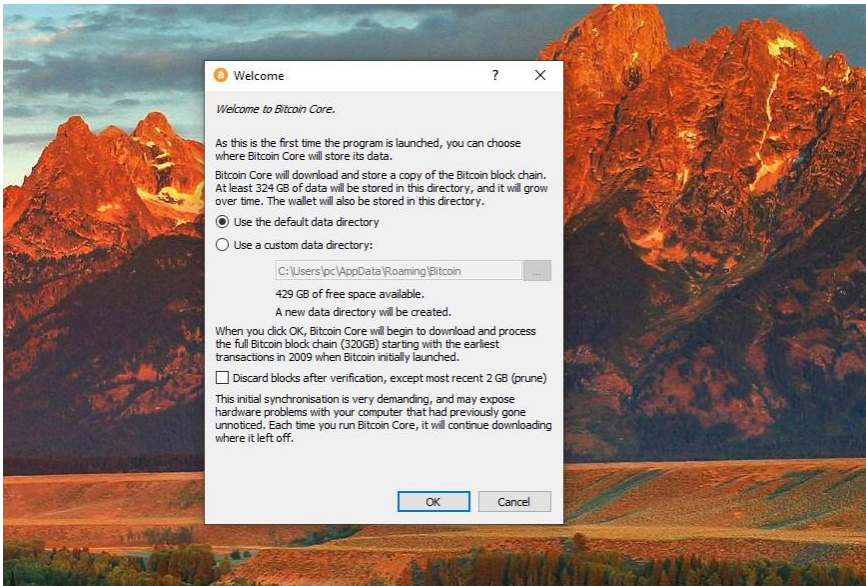 Welcome
Welcome to Bitcoin Core.
As this is the first time the program is launched, you can choose
where Bitcoin Core will store its data.
Bitcoin Core will download and store a copy of the Bitcoin block chain.
At least 324 GB of data will be stored in this directory, and it will grow
over time. The wallet will also be stored in this directory.
Use the default data directory
Use a custom data directory:
C:\Users\pc\AppData\Roaming\Bitcoin
...
429 GB of free space available.
A new data directory will be created.
When you click OK, Bitcoin Core will begin to download and process
the full Bitcoin block chain (320GB) starting with the earliest
transactions in 2009 when Bitcoin initially launched.
Discard blocks after verification, except most recent 2 GB (prune)
This initial synchronisation is very demanding, and may expose
hardware problems with your computer that had previously gone
unnoticed. Each time you run Bitcoin Core, it will continue downloading
where it left off.
OK Cancel